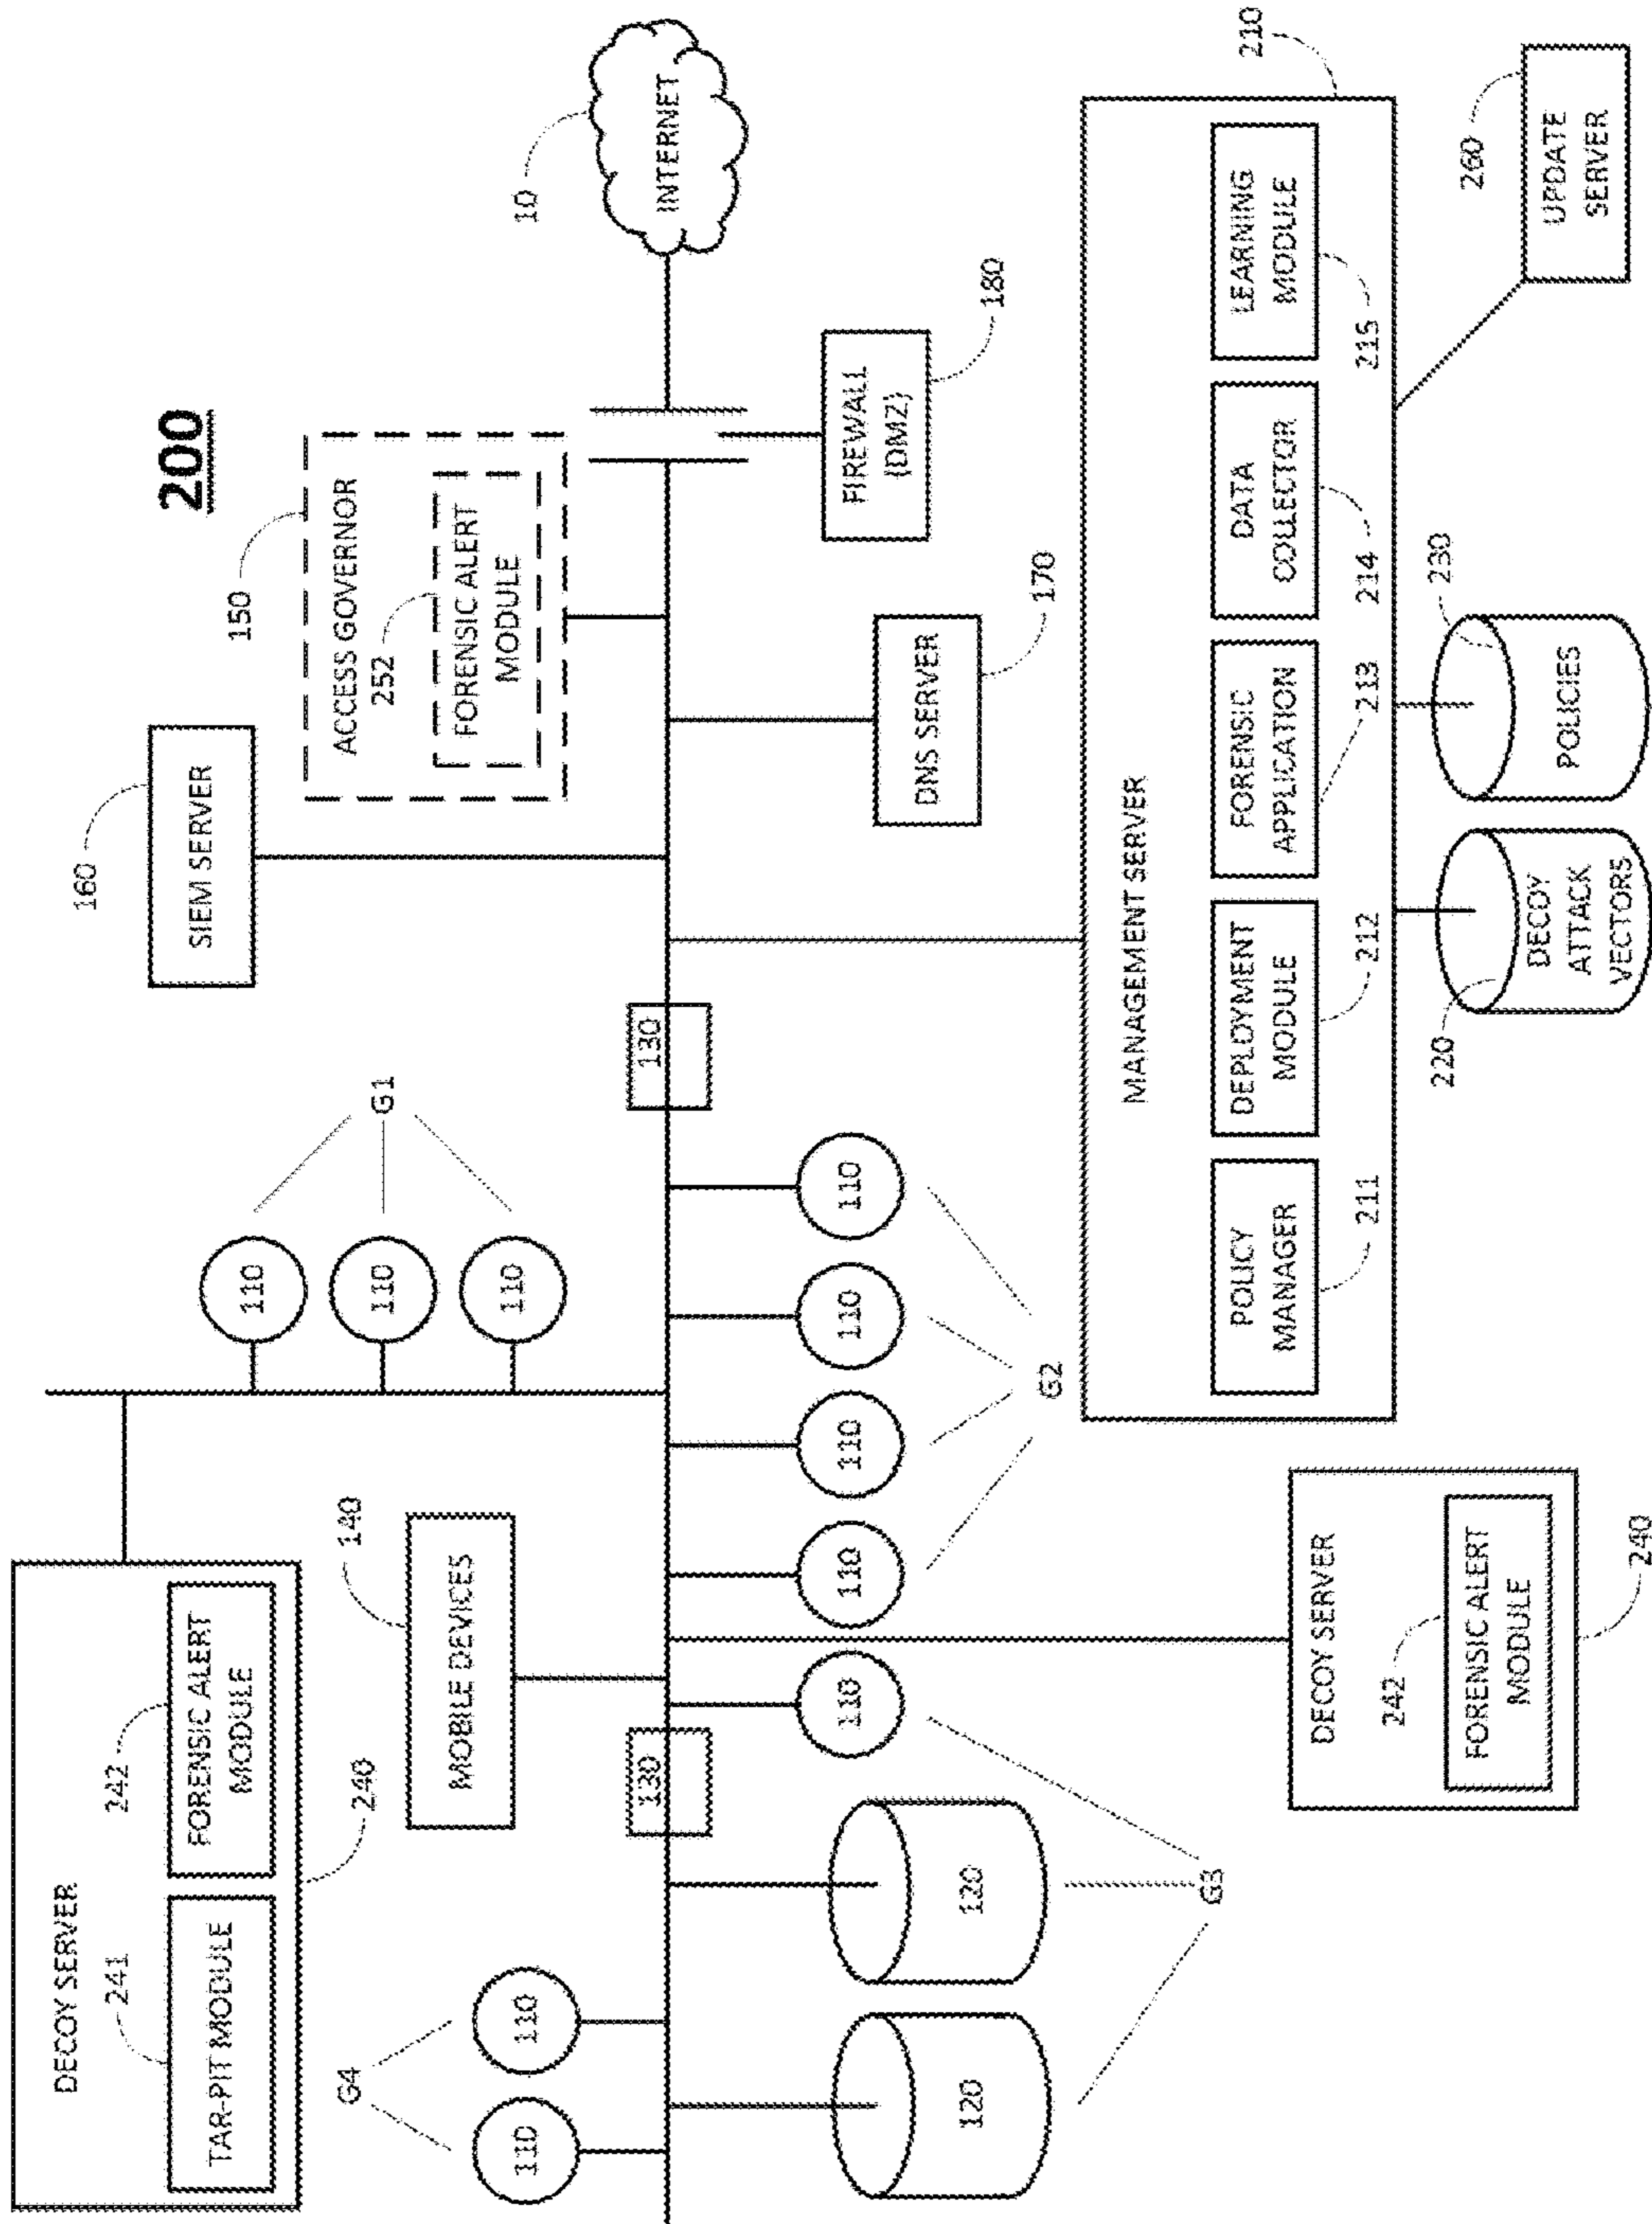 200
DECOY SERVER
241
TAR-PIT MODULE
242
FORENSIC ALERT
MODULE
240
G4
110
110
140
MOBILE DEVICES
110
110
110
G1
160
SIEM SERVER
150
ACCESS GOVERNOR
252
FORENSIC ALERT
MODULE
10
INTERNET
130
130
120
120
110
G3
110
110
110
110
G2
DNS SERVER
170
FIREWALL
(DMZ)
180
DECOY SERVER
242
FORENSIC ALERT
MODULE
240
MANAGEMENT SERVER
210
POLICY
MANAGER
211
DEPLOYMENT
MODULE
212
FORENSIC
APPLICATION
213
DATA
COLLECTOR
214
LEARNING
MODULE
215
220
DECOY
ATTACK
VECTORS
230
POLICIES
260
UPDATE
SERVER